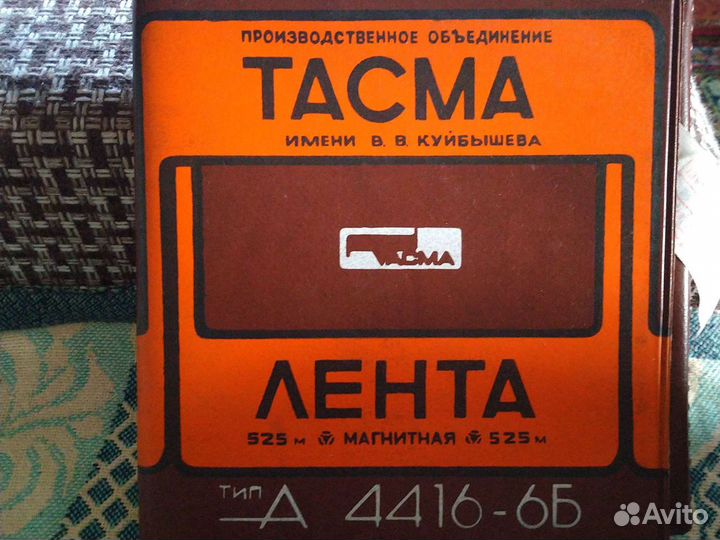 ПРОИЗВОДСТВЕННОЕ ОБЪЕДИНЕНИЕ
ТАСМА
ИМЕНИ В. В. КУЙБЫШЕВА
ТАСМА
ЛЕНТА
525 м МАГНИТНАЯ 525 м
ТИП А 4416-6Б
Avito